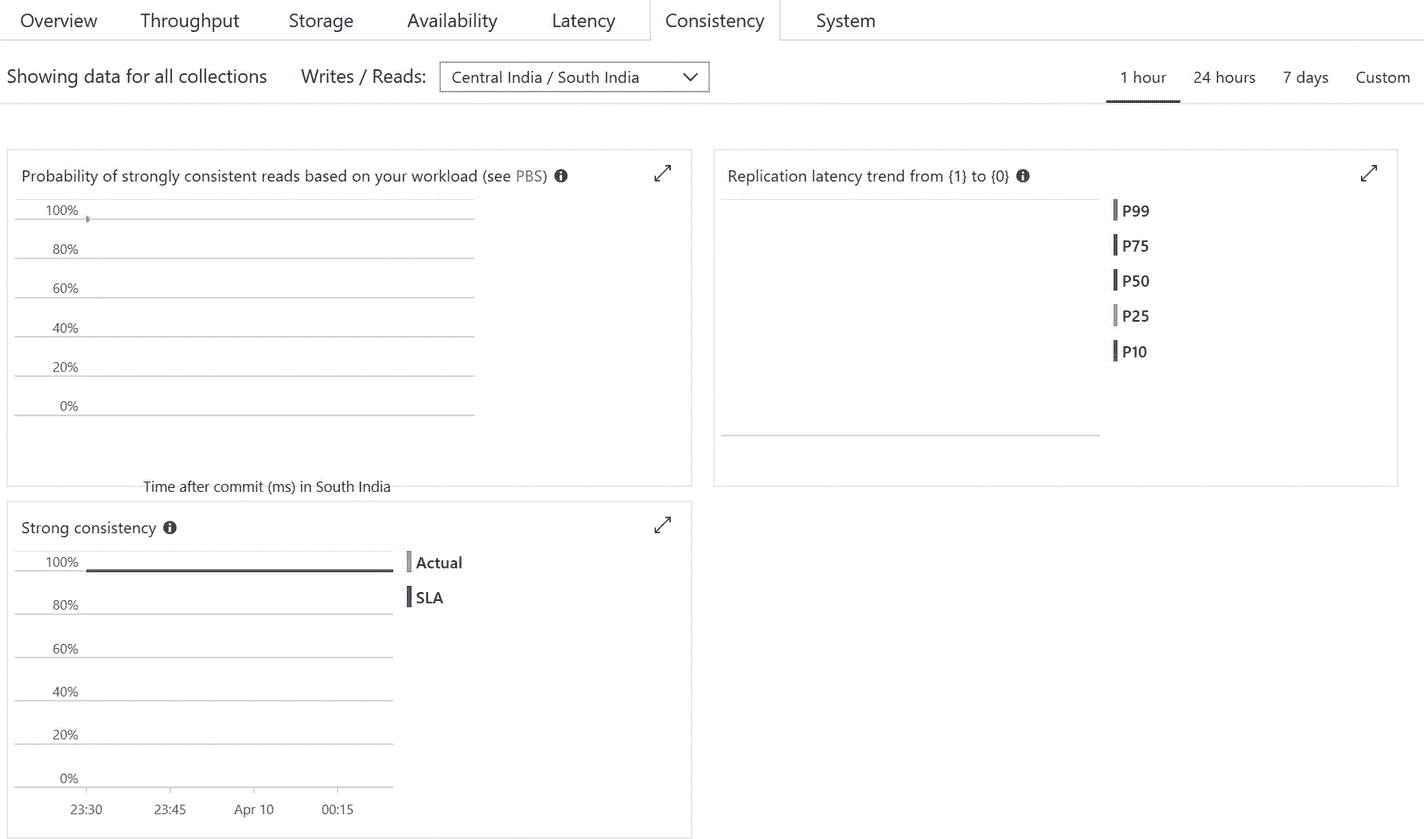 Overview Throughput Storage Availability Latency Consistency System
Showing data for all collections Writes / Reads: Central India / South India 1 hour 24 hours 7 days Custom
Probability of strongly consistent reads based on your workload (see PBS)
100%
80%
60%
40%
20%
0%
Time after commit (ms) in South India
Replication latency trend from {1} to {0}
P99
P75
P50
P25
P10
Strong consistency
100%
80%
60%
40%
20%
0%
23:30 23:45 Apr 10 00:15
Actual
SLA